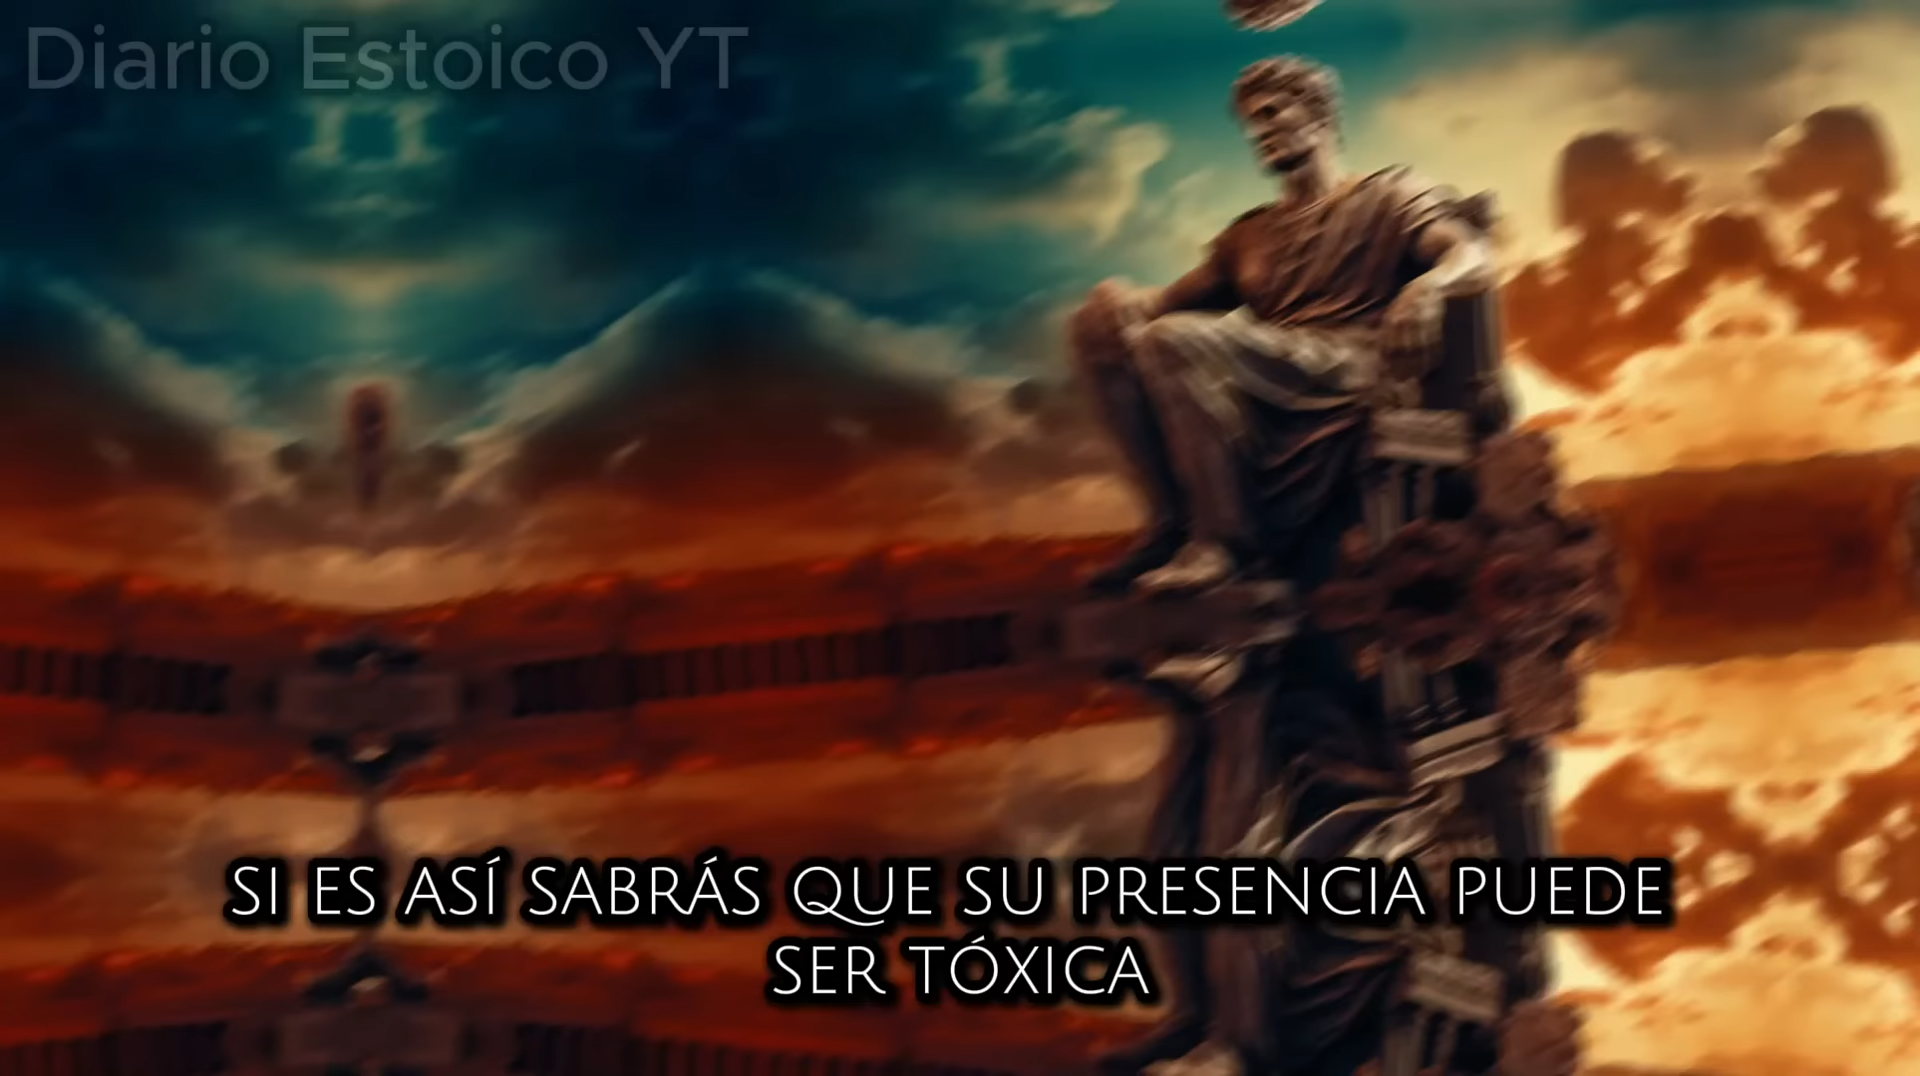 Diario Estoico YT
SI ES ASÍ SABRÁS QUE SU PRESENCIA PUEDE
SER TÓXICA